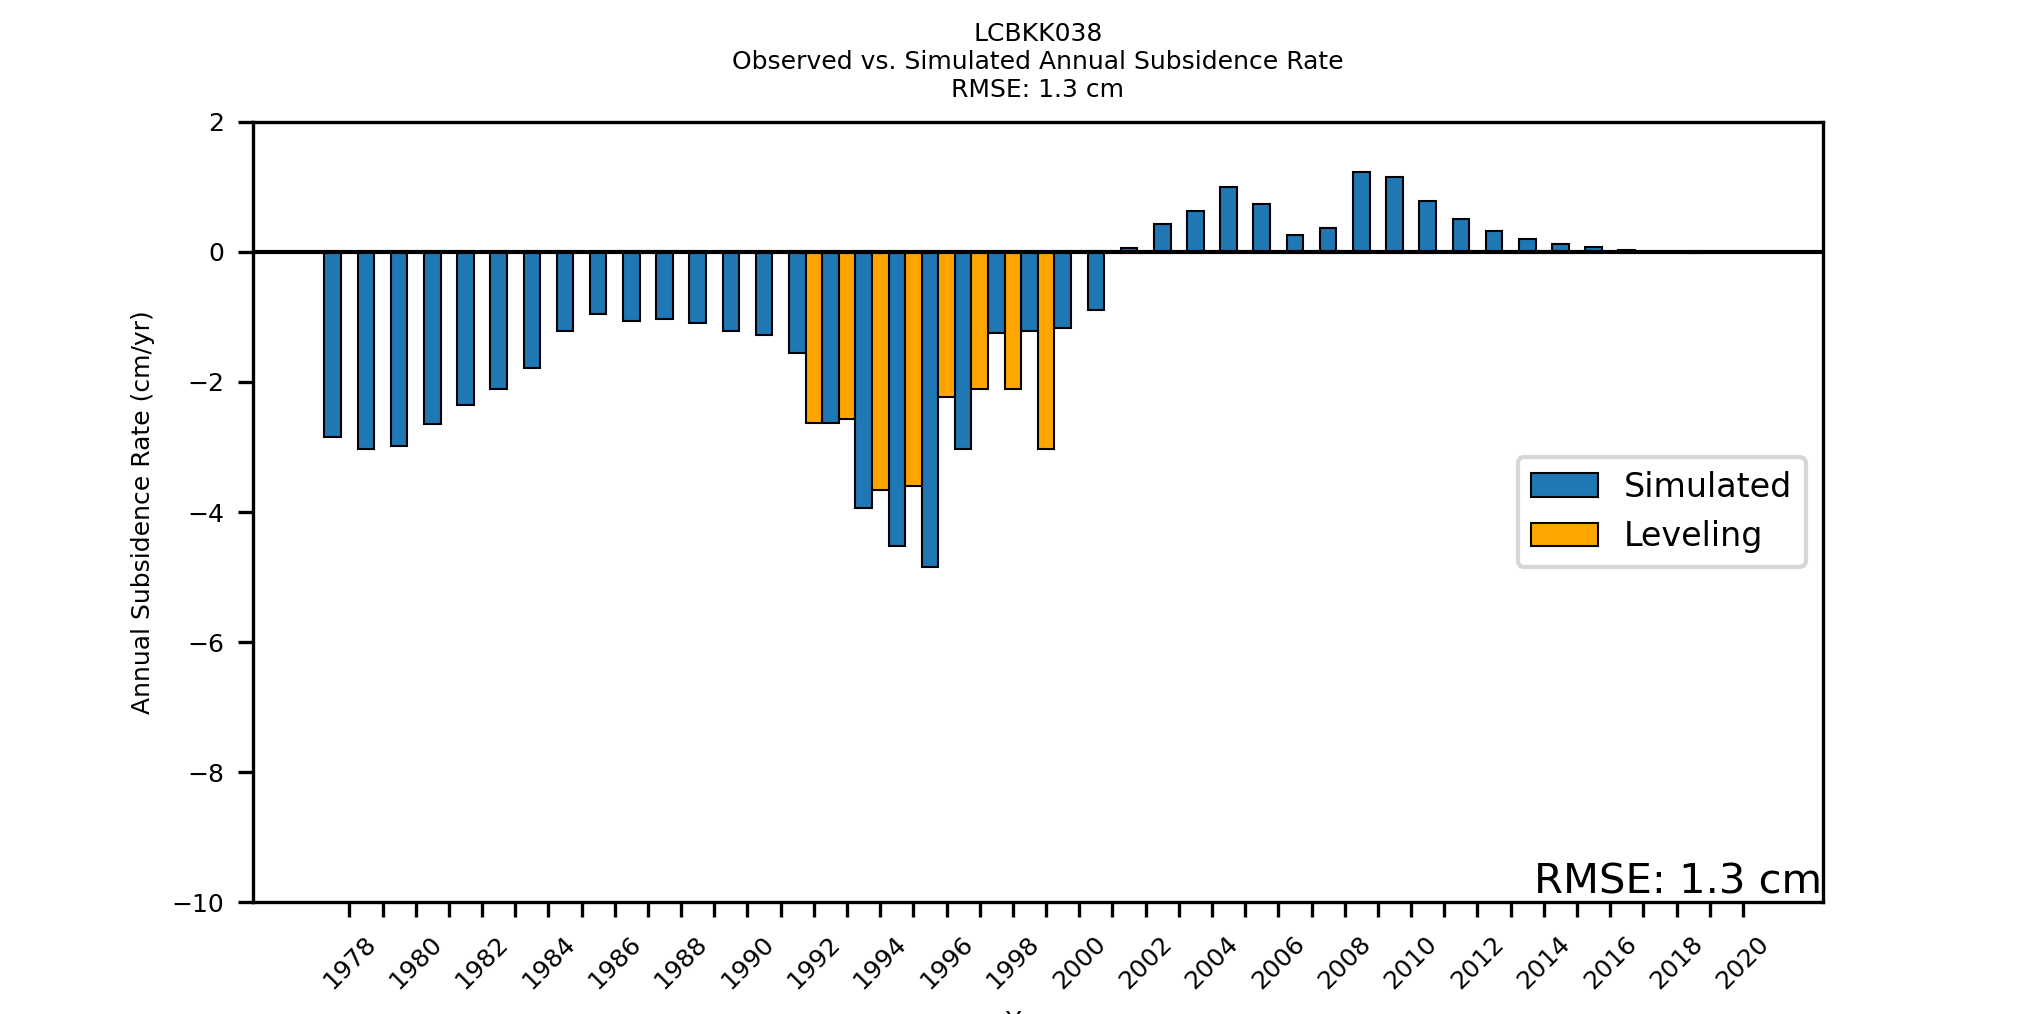 LCBKK038
Observed vs. Simulated Annual Subsidence Rate
RMSE: 1.3 cm
2
0
−2
−4
−6
−8
−10
Annual Subsidence Rate (cm/yr)
Simulated
Leveling
RMSE: 1.3 cm
1978 1980 1982 1984 1986 1988 1990 1992 1994 1996 1998 2000 2002 2004 2006 2008 2010 2012 2014 2016 2018 2020